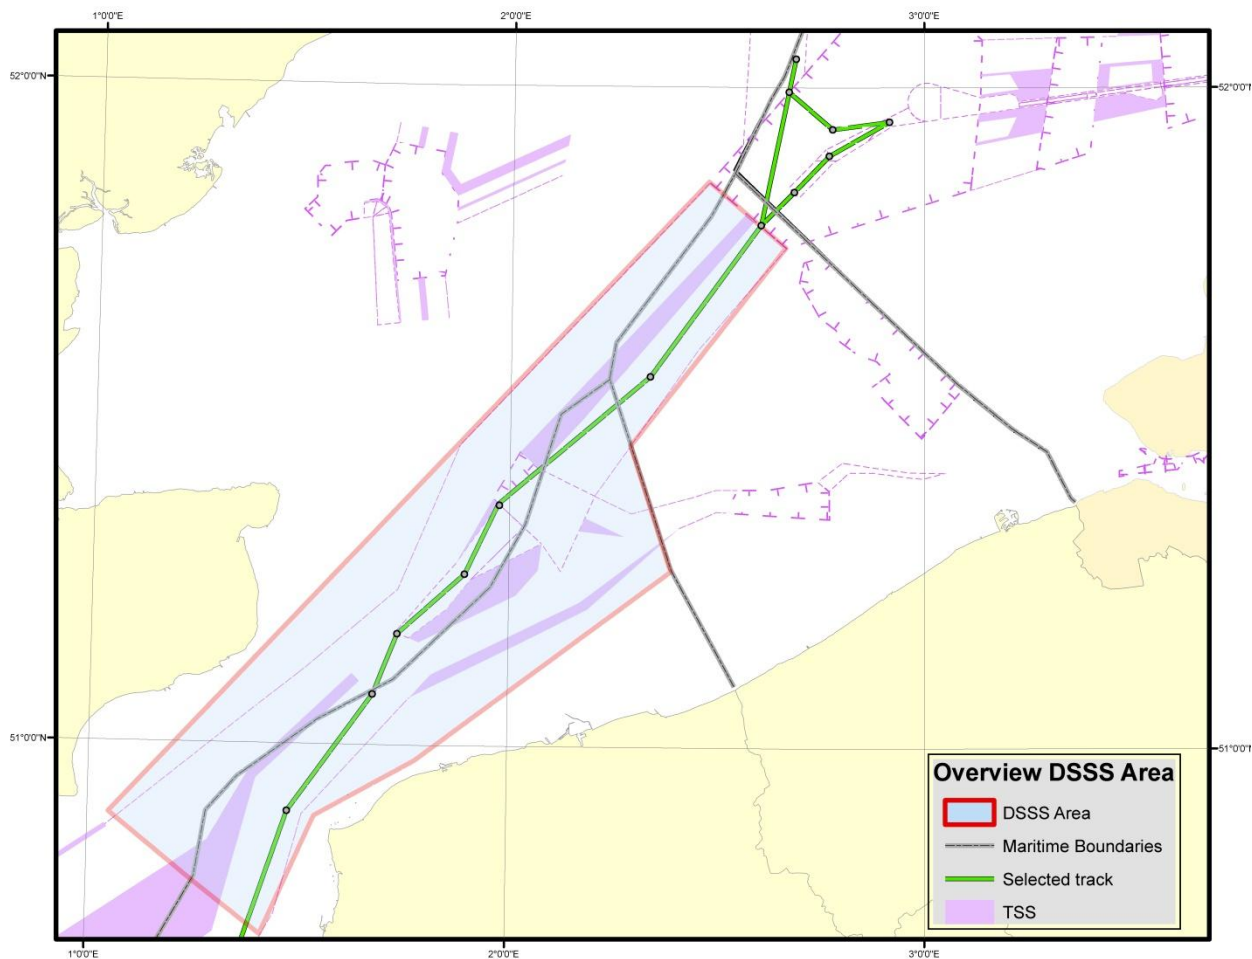 1°0'0"E
2°0'0"E
3°0'0"E
52°0'0"N
52°0'0"N
51°0'0"N
51°0'0"N
Overview DSSS Area
DSSS Area
Maritime Boundaries
Selected track
TSS
1°0'0"E
2°0'0"E
3°0'0"E